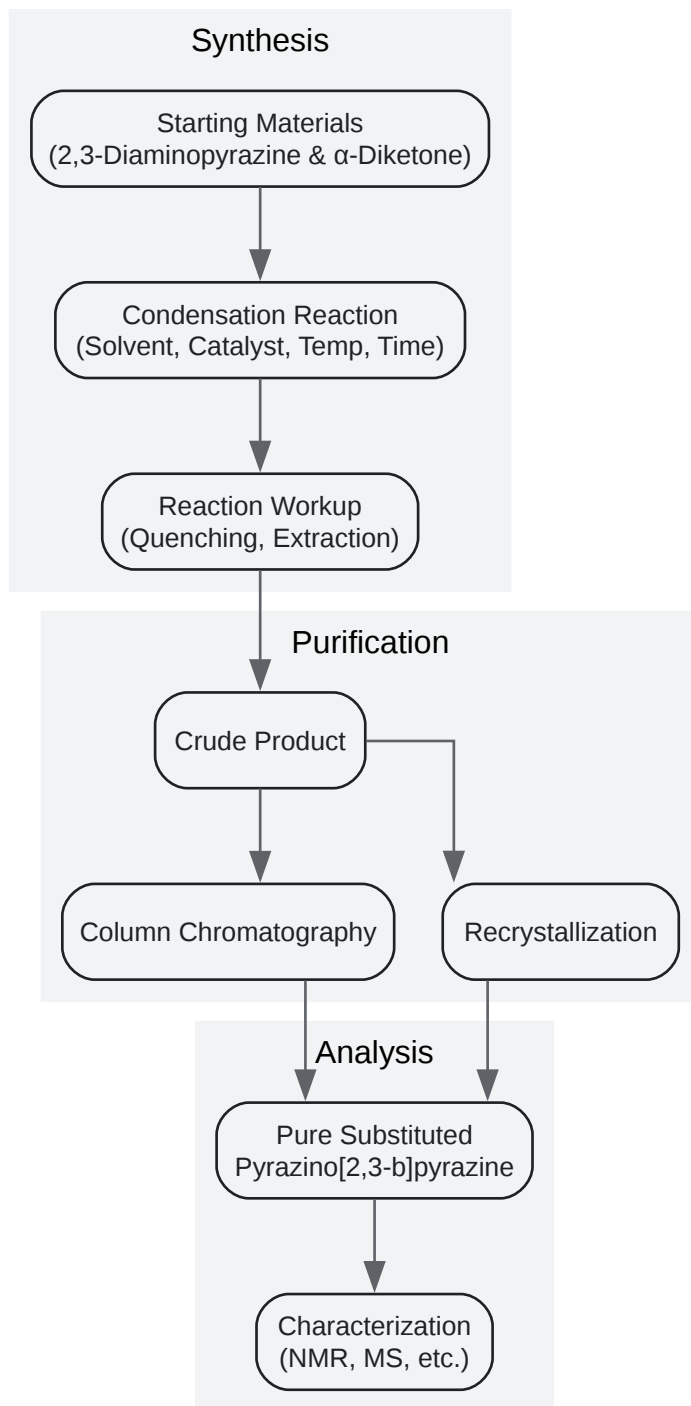 Synthesis
Starting Materials
(2,3-Diaminopyrazine & α-Diketone)
Condensation Reaction
(Solvent, Catalyst, Temp, Time)
Reaction Workup
(Quenching, Extraction)
Purification
Crude Product
Column Chromatography
Recrystallization
Analysis
Pure Substituted
Pyrazino[2,3-b]pyrazine
Characterization
(NMR, MS, etc.)